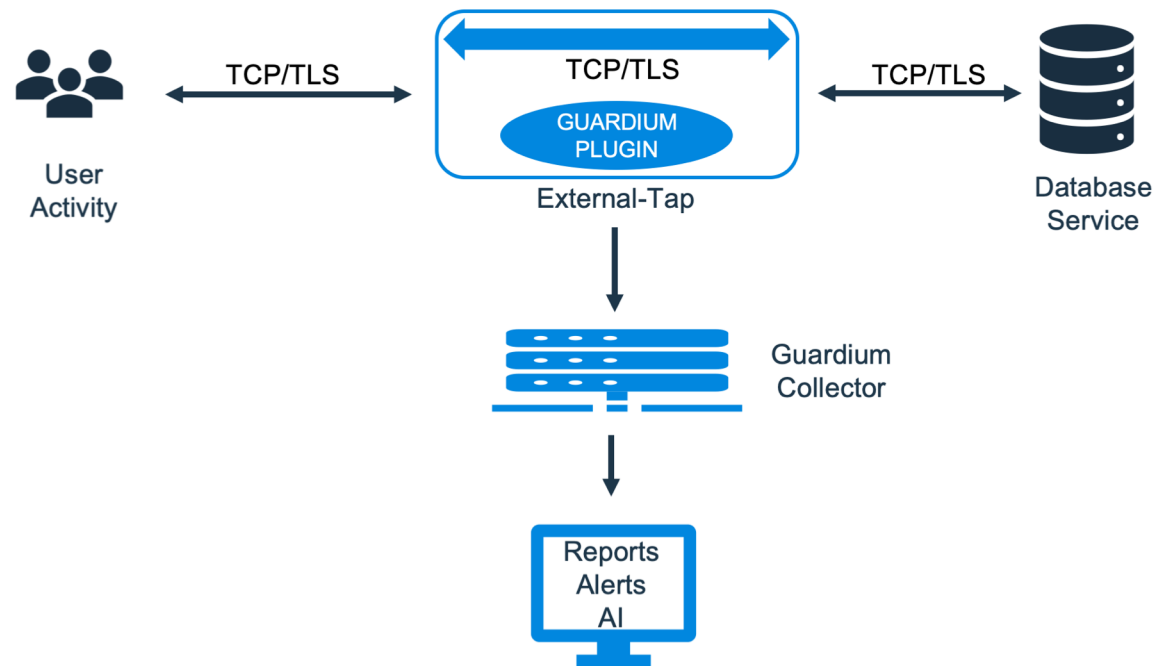 TCP/TLS
TCP/TLS
TCP/TLS
GUARDIUM
PLUGIN
User
Activity
External-Tap
Database
Service
Guardium
Collector
Reports
Alerts
AI